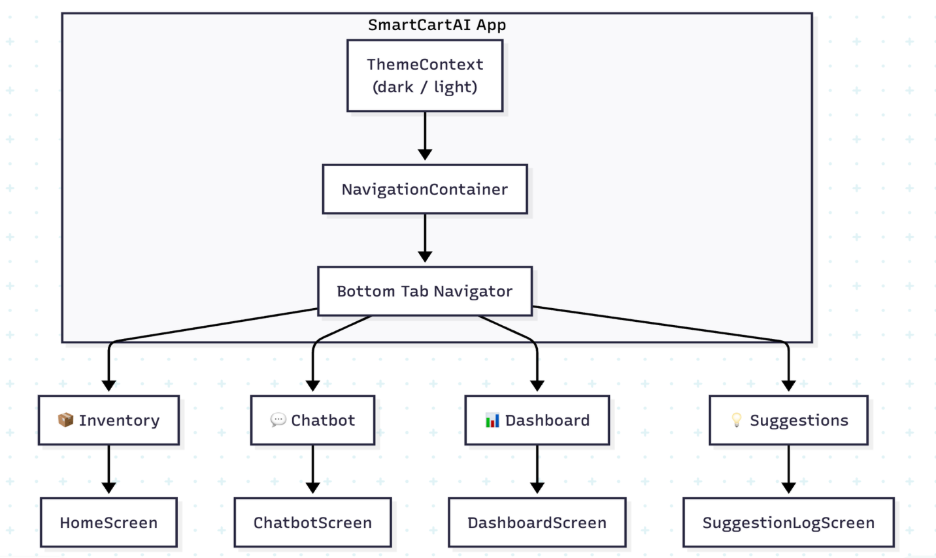 SmartCartAI App
ThemeContext
(dark / light)
NavigationContainer
Bottom Tab Navigator
📦 Inventory
💬 Chatbot
📊 Dashboard
💡 Suggestions
HomeScreen
ChatbotScreen
DashboardScreen
SuggestionLogScreen